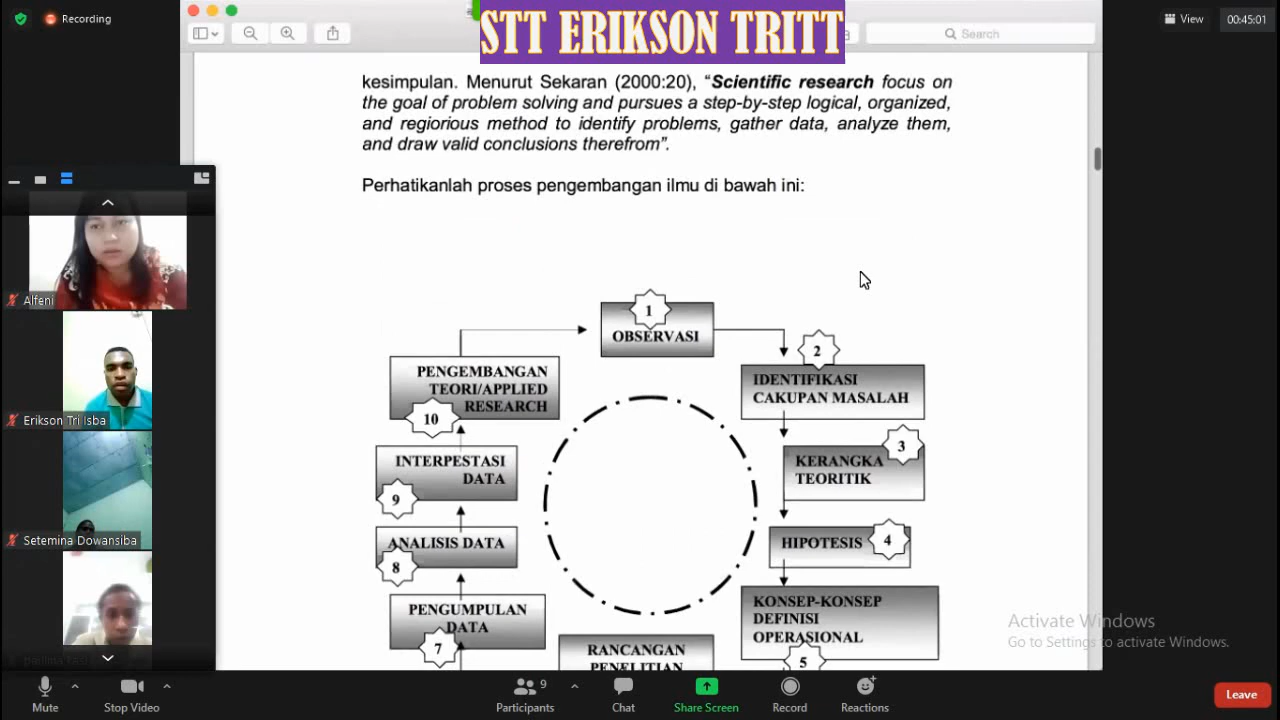 Recording
STT ERIKSON TRITT
Search
View
00:45:01
kesimpulan. Menurut Sekaran (2000:20), “Scientific research focus on
the goal of problem solving and pursues a step-by-step logical, organized,
and regiorious method to identify problems, gather data, analyze them,
and draw valid conclusions therefrom”.
Perhatikanlah proses pengembangan ilmu di bawah ini:
1
OBSERVASI
2
IDENTIFIKASI
CAKUPAN MASALAH
3
KERANGKA
TEORITIK
4
HIPOTESIS
KONSEP-KONSEP
DEFINISI
OPERASIONAL
5
RANCANGAN
PENELITIAN
PENGUMPULAN
DATA
7
ANALISIS DATA
8
INTERPESTASI
DATA
9
PENGEMBANGAN
TEORI/APPLIED
RESEARCH
10
Alfeni
Erikson Tri Isba
Setemina Dowansiba
Activate Windows
Go to Settings to activate Windows.
Mute
Stop Video
Participants
9
Chat
Share Screen
Record
Reactions
Leave